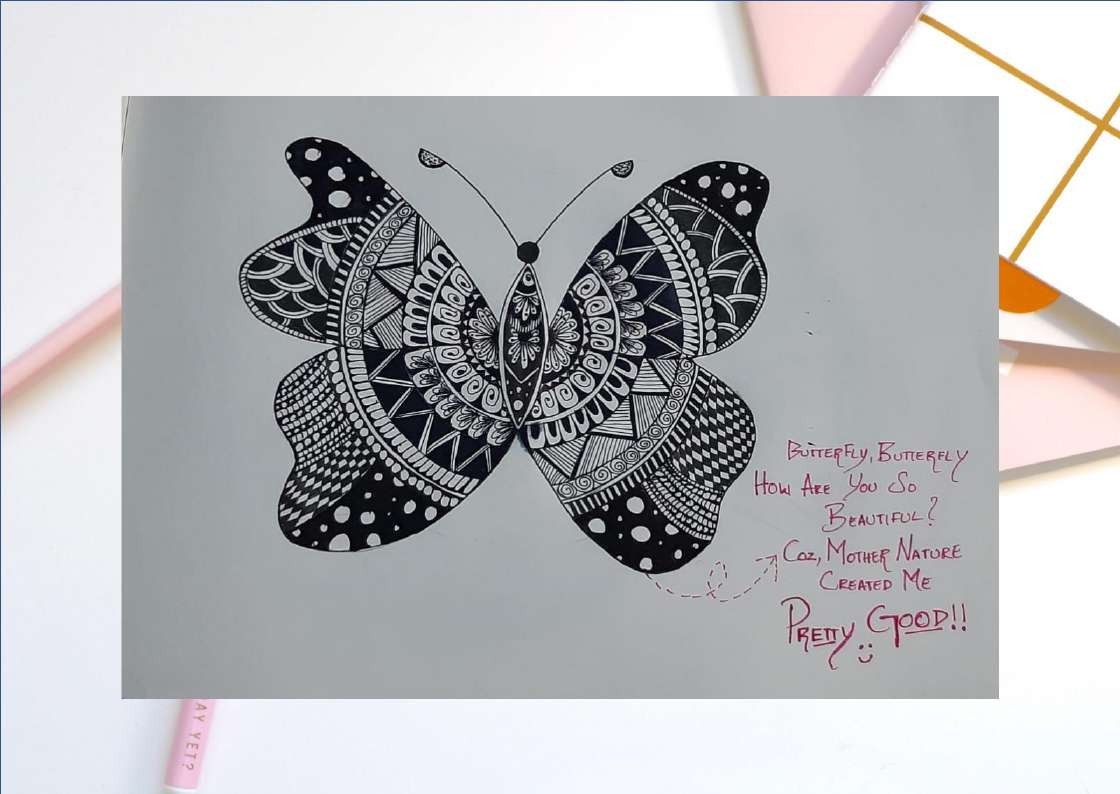 Butterfly, Butterfly
How Are You So
Beautiful?
Coz, Mother Nature
Created Me
Pretty Good!!
AY YET?